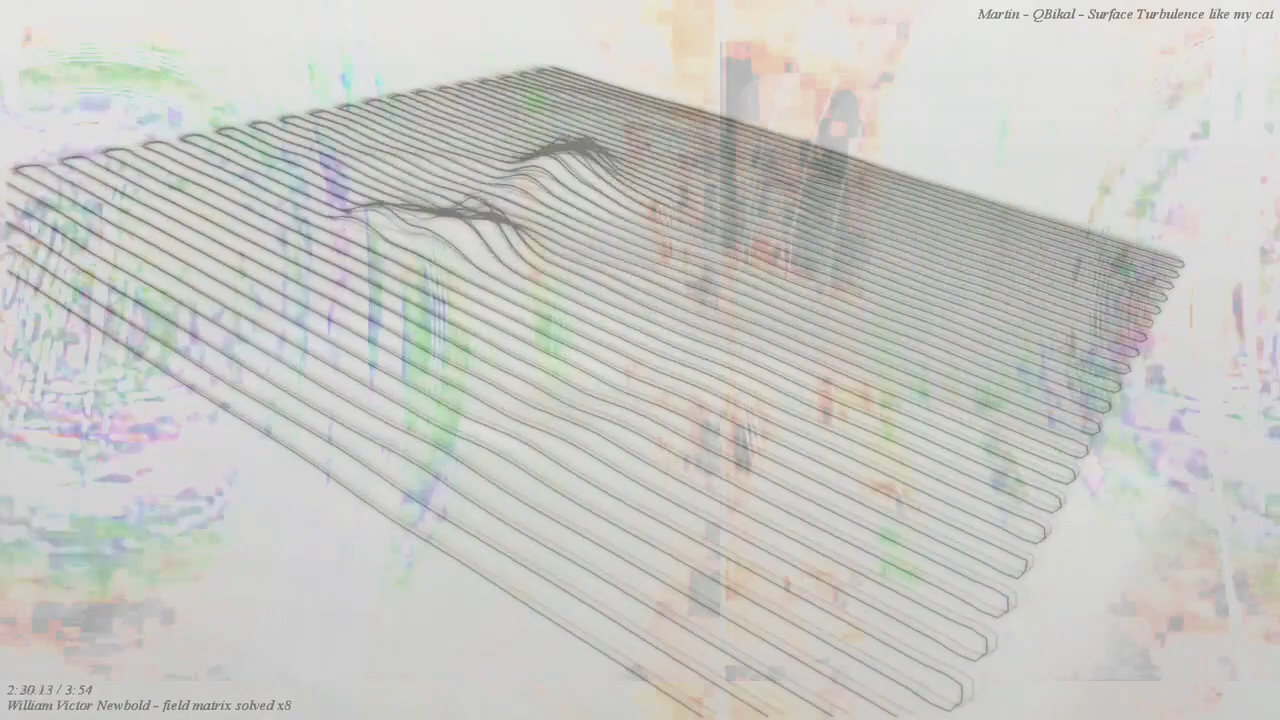 Martin - QBikal - Surface Turbulence like my cat
2:30.13 / 3:54
William Victor Newbold - field matrix solved x8